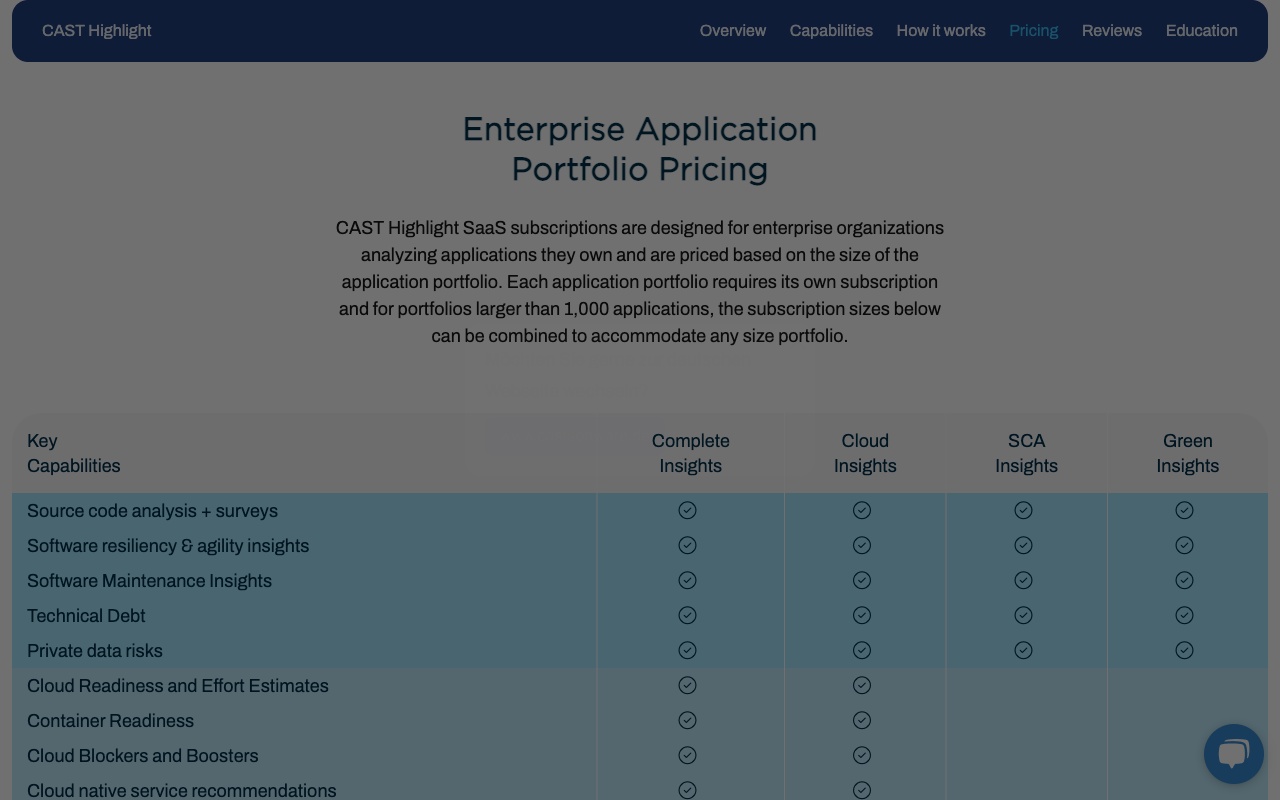 CAST Highlight
Overview
Capabilities
How it works
Pricing
Reviews
Education
Enterprise Application
Portfolio Pricing
CAST Highlight SaaS subscriptions are designed for enterprise organizations
analyzing applications they own and are priced based on the size of the
application portfolio. Each application portfolio requires its own subscription
and for portfolios larger than 1,000 applications, the subscription sizes below
can be combined to accommodate any size portfolio.
Key
Capabilities
Complete
Insights
Cloud
Insights
SCA
Insights
Green
Insights
Source code analysis + surveys
Software resiliency & agility insights
Software Maintenance Insights
Technical Debt
Private data risks
Cloud Readiness and Effort Estimates
Container Readiness
Cloud Blockers and Boosters
Cloud native service recommendations